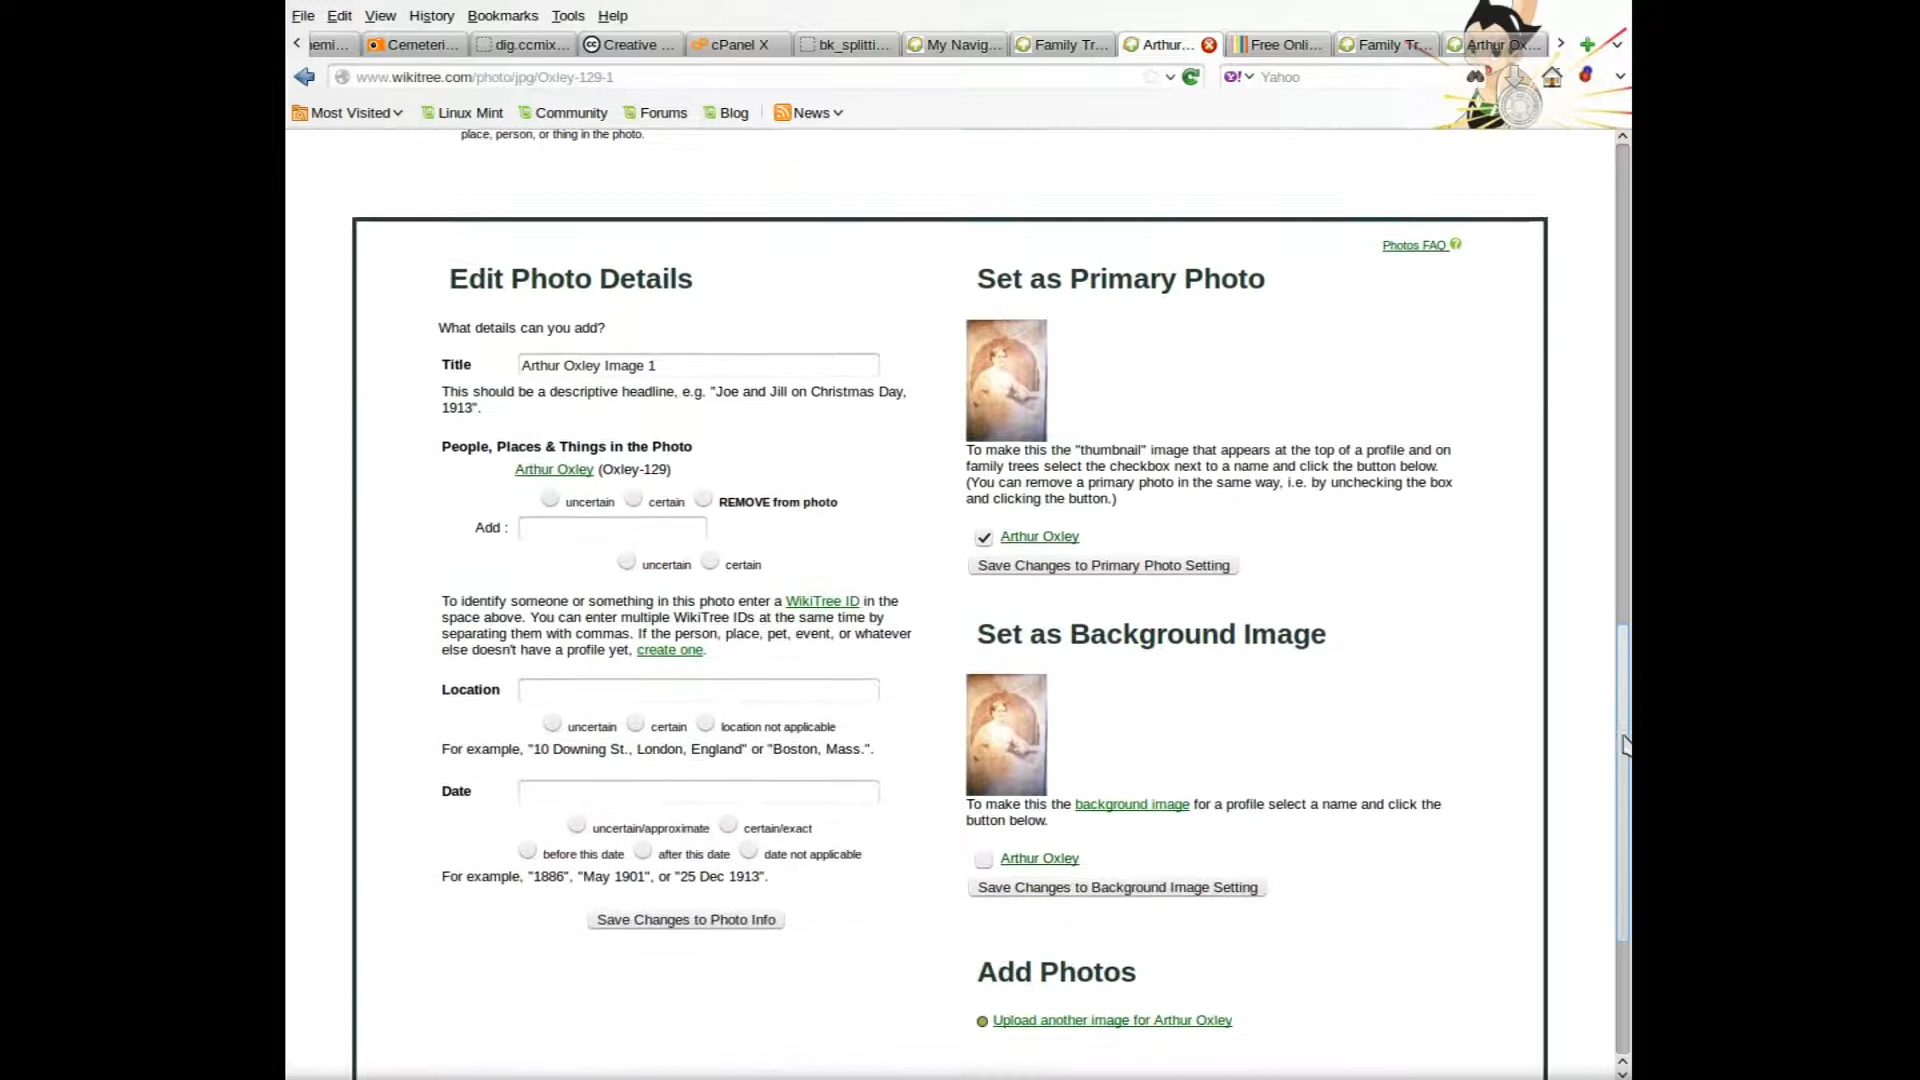 File Edit View History Bookmarks Tools Help
nemi... Cemeteri... dig.ccmix... Creative ... cPanel X bk_splitti... My Navig... Family Tr... Arthur... Free Onli... Family Tr... Arthur Ox...
www.wikitree.com/photo/jpg/Oxley-129-1 Yahoo
Most Visited Linux Mint Community Forums Blog News
place, person, or thing in the photo.
Photos FAQ
Edit Photo Details
What details can you add?
Title Arthur Oxley Image 1
This should be a descriptive headline, e.g. "Joe and Jill on Christmas Day,
1913".
People, Places & Things in the Photo
Arthur Oxley (Oxley-129)
uncertain certain REMOVE from photo
Add :
uncertain certain
To identify someone or something in this photo enter a WikiTree ID in the
space above. You can enter multiple WikiTree IDs at the same time by
separating them with commas. If the person, place, pet, event, or whatever
else doesn't have a profile yet, create one.
Location
uncertain certain location not applicable
For example, "10 Downing St., London, England" or "Boston, Mass.".
Date
uncertain/approximate certain/exact
before this date after this date date not applicable
For example, "1886", "May 1901", or "25 Dec 1913".
Save Changes to Photo Info
Set as Primary Photo
To make this the "thumbnail" image that appears at the top of a profile and on
family trees select the checkbox next to a name and click the button below.
(You can remove a primary photo in the same way, i.e. by unchecking the box
and clicking the button.)
Arthur Oxley
Save Changes to Primary Photo Setting
Set as Background Image
To make this the background image for a profile select a name and click the
button below.
Arthur Oxley
Save Changes to Background Image Setting
Add Photos
Upload another image for Arthur Oxley